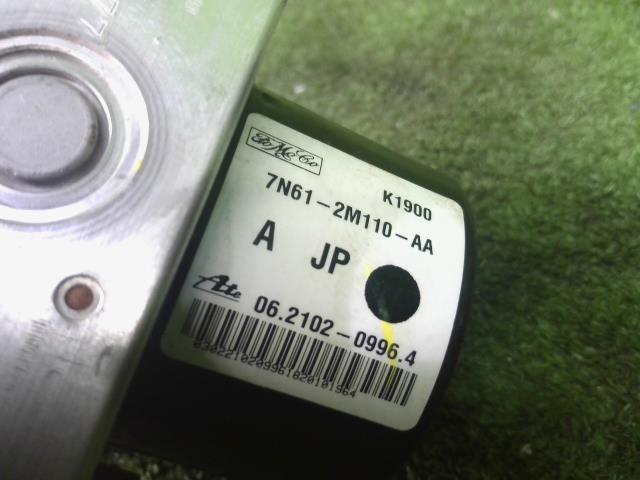 FoMoCo
K1900
7N61-2M110-AA
A JP
Ate
06.2102-0996.4